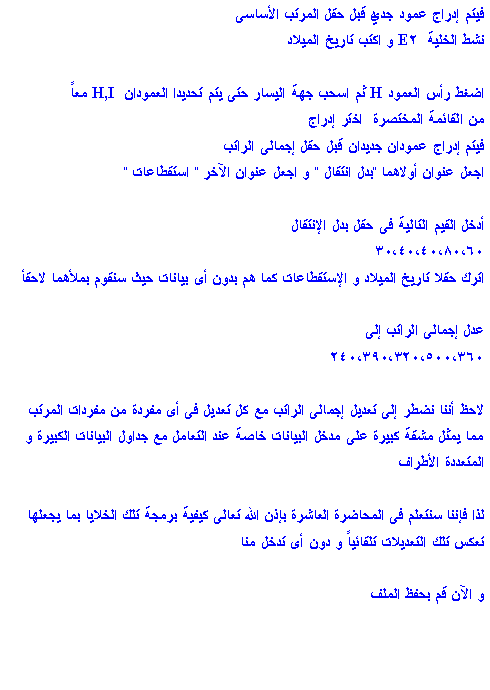 فيتم إدراج عمود جديد قبل حقل المرتب الأساسى
نشط الخلية E٢ و اكتب تاريخ الميلاد
اضغط رأس العمود H ثم اسحب جهة اليسار حتى يتم تحديدا العمودان H,I معاً
من القائمة المختصرة اختر إدراج
فيتم إدراج عمودان جديدان قبل حقل إجمالى الراتب
اجعل عنوان أولاهما "بدل إنتقال " و اجعل عنوان الآخر " استقطاعات "
أدخل القيم التالية فى حقل بدل الإنتقال
٣٠،٤٠،٤٠،٨٠،٦٠
اترك حقلا تاريخ الميلاد و الإستقطاعات كما هم بدون أى بيانات حيث سنقوم بملأهما لاحقأ
عدل إجمالى الراتب إلى
٢٤٠،٣٩٠،٣٢٠،٥٠٠،٣٦٠
لاحظ أننا نضطر إلى تعديل إجمالى الراتب مع كل تعديل فى أى مفردة من مفردات المرتب
مما يمثل مشقة كبيرة على مدخل البيانات خاصة عند التعامل مع جداول البيانات الكبيرة و
المتعددة الأطراف
لذا فإننا سنتعلم فى المحاضرة العاشرة بإذن الله تعالى كيفية برمجة تلك الخلايا بما يجعلها
تعكس تلك التعديلات تلقائياً و دون أى تدخل منا
و الآن قم بحفظ الملف